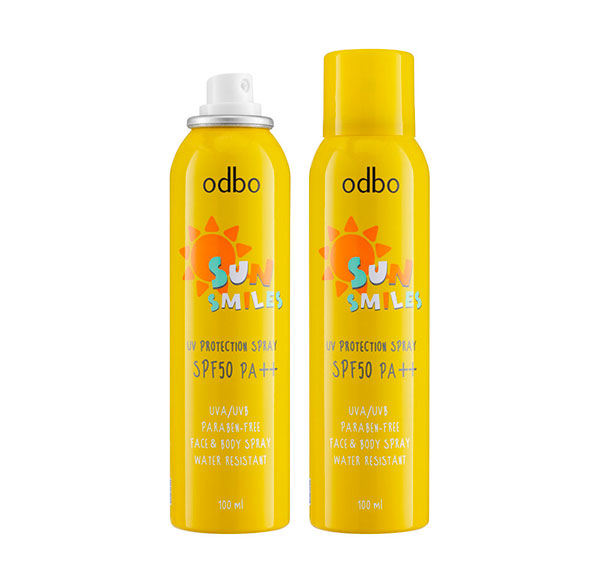 odbo
SUN
SMILES
UV PROTECTION SPRAY
SPF50 PA++
UVA/UVB
PARABEN-FREE
FACE & BODY SPRAY
WATER RESISTANT
100 ml
odbo
SUN
SMILES
UV PROTECTION SPRAY
SPF50 PA++
UVA/UVB
PARABEN-FREE
FACE & BODY SPRAY
WATER RESISTANT
100 ml